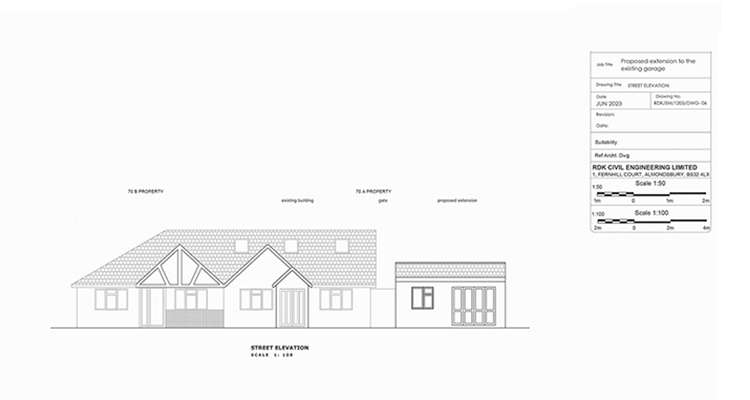 Job Title Proposed extension to the
existing garage
Drawing Title STREET ELEVATION
Date Drawing No.
JUN 2023 RDK/SM/1205/DWG- 06
Revision:
Date:
Suitability
Ref Archt. Dwg.
RDK CIVIL ENGINEERING LIMITED
1, FERNHILL COURT, ALMONDSBURY, BS32 4LX
1:50 Scale 1:50
1m 0 1m 2m
1:100 Scale 1:100
2m 0 2m 4m
70 B PROPERTY 70 A PROPERTY
existing building gate proposed extension
STREET ELEVATION
SCALE 1: 100